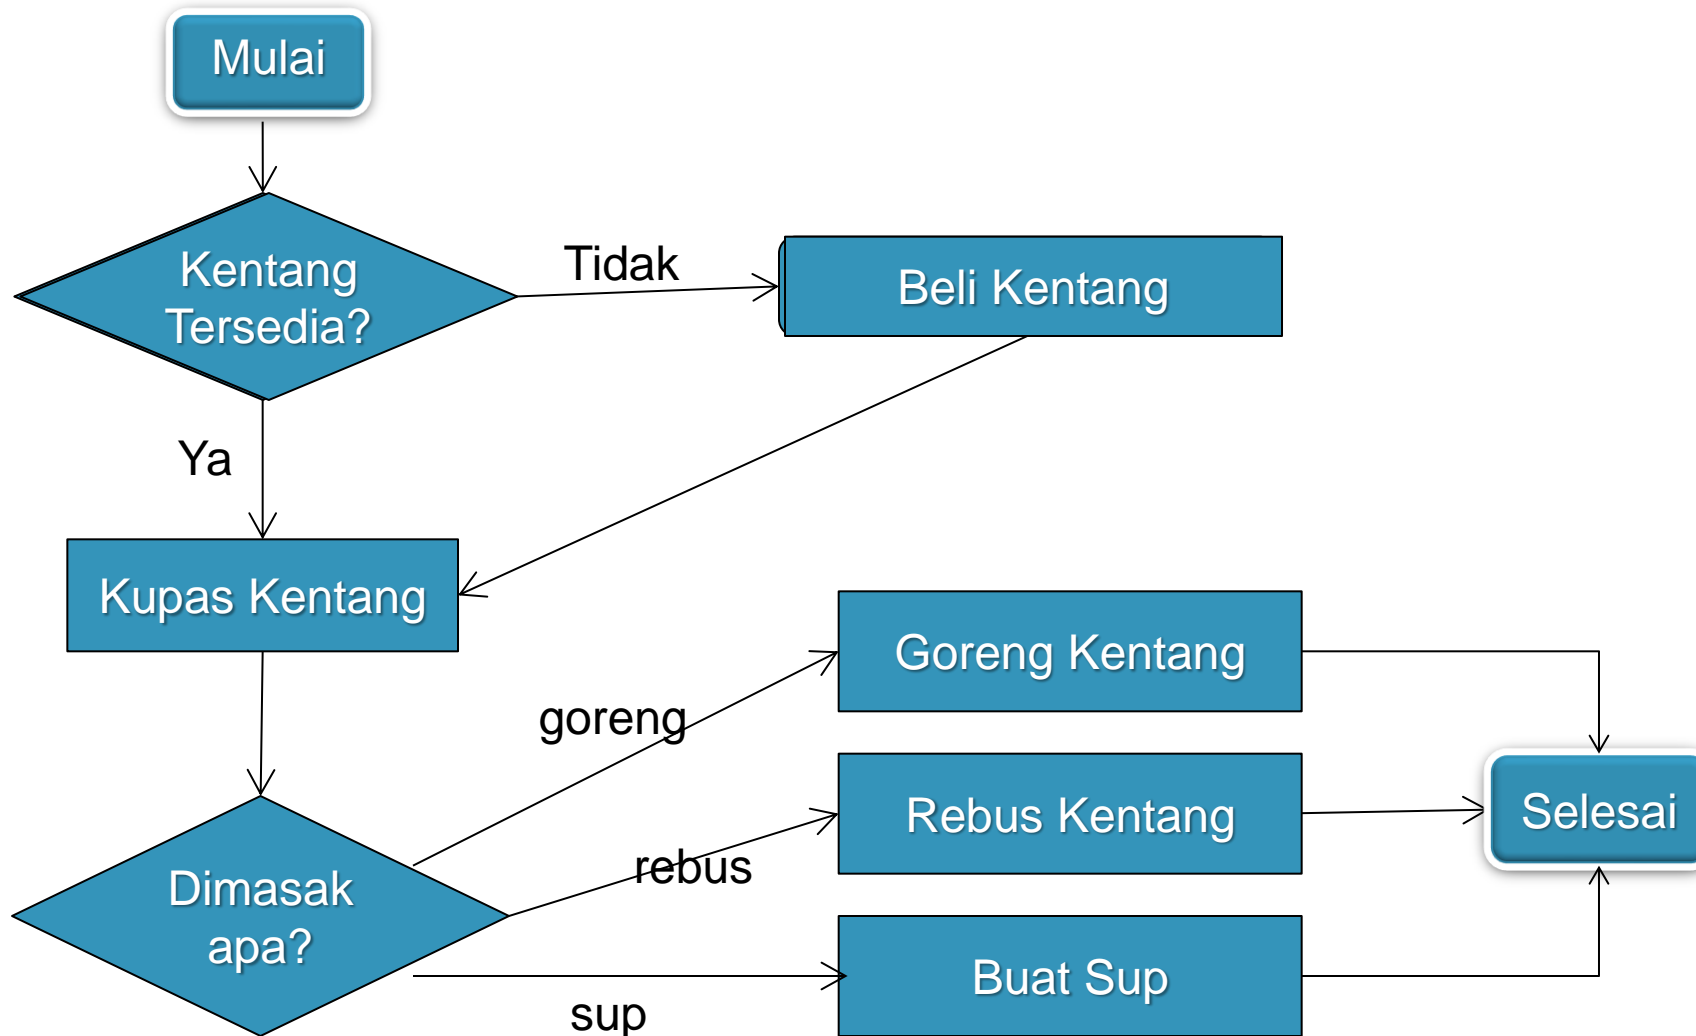 Mulai
Kentang
Tersedia?
Tidak
Beli Kentang
Ya
Kupas Kentang
goreng
Goreng Kentang
rebus
Rebus Kentang
Selesai
Dimasak
apa?
sup
Buat Sup